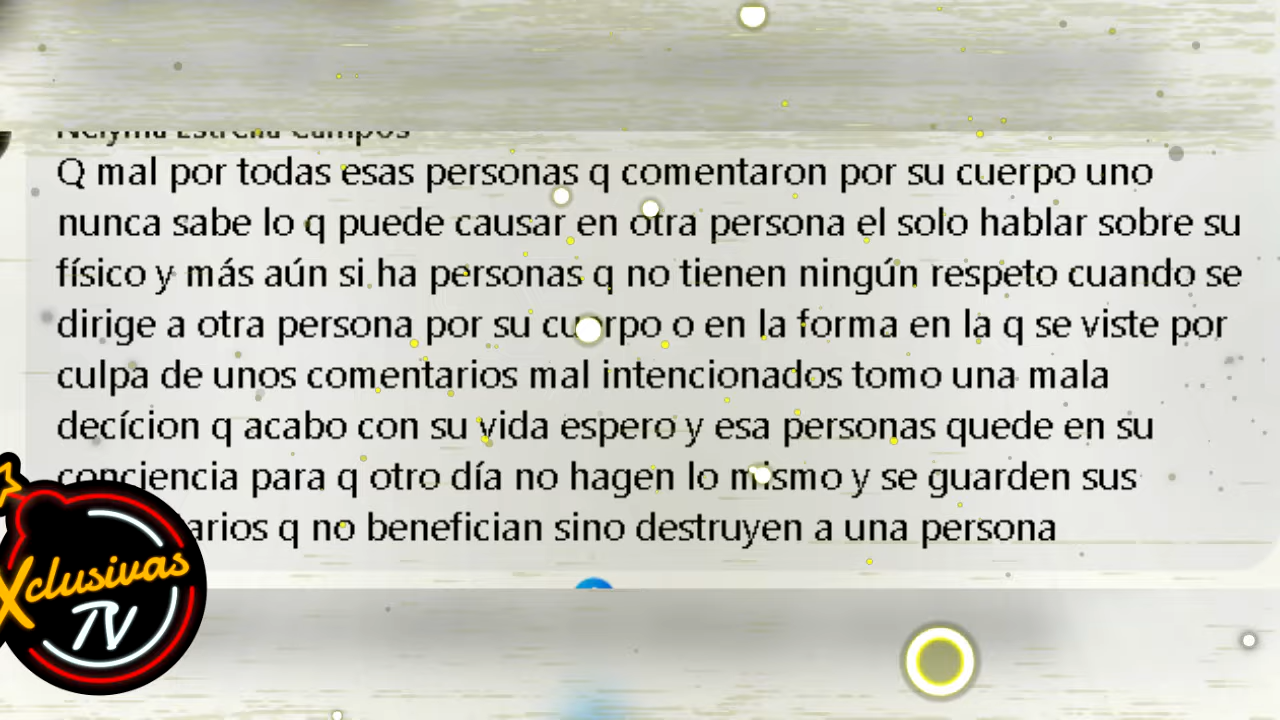 Nelyma Estrella Campos
Q mal por todas esas personas q comentaron por su cuerpo uno
nunca sabe lo q puede causar en otra persona el solo hablar sobre su
físico y más aún si ha personas q no tienen ningún respeto cuando se
dirige a otra persona por su cuerpo o en la forma en la q se viste por
culpa de unos comentarios mal intencionados tomo una mala
decícion q acabo con su vida espero y esa personas quede en su
conciencia para q otro día no hagen lo mismo y se guarden sus
arios q no benefician sino destruyen a una persona
Xclusivas
TV